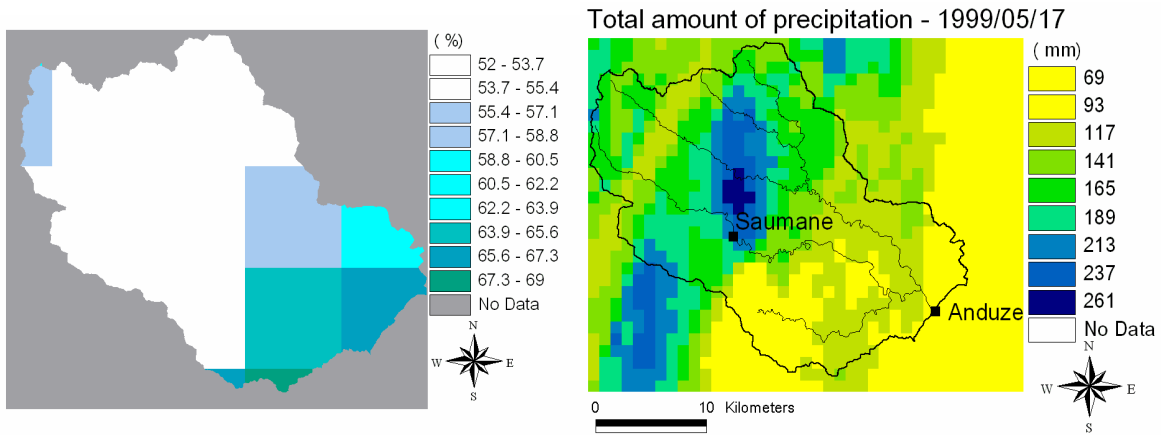 ( % )
52 - 53.7
53.7 - 55.4
55.4 - 57.1
57.1 - 58.8
58.8 - 60.5
60.5 - 62.2
62.2 - 63.9
63.9 - 65.6
65.6 - 67.3
67.3 - 69
No Data
N
W E
S
Total amount of precipitation - 1999/05/17
( mm)
69
93
117
141
165
189
213
237
261
No Data
Saumane
Anduze
N
W E
S
0 10 Kilometers